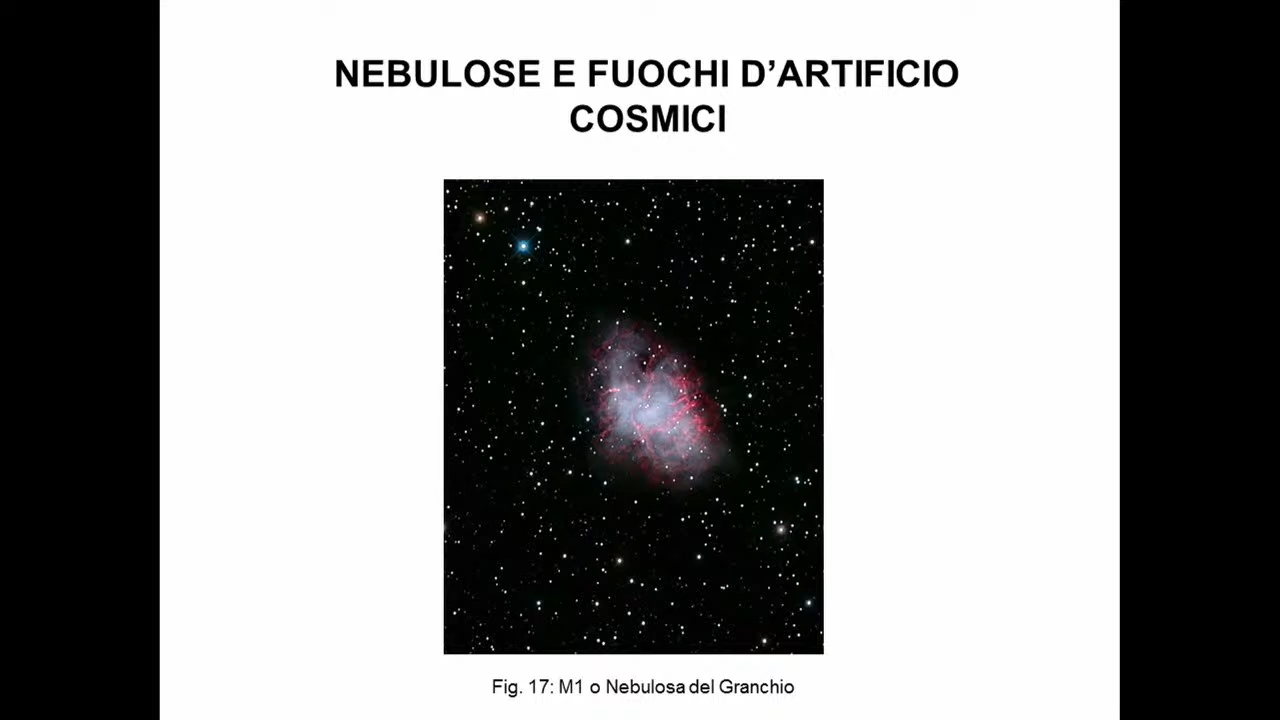 NEBULOSE E FUOCHI D’ARTIFICIO
COSMICI
Fig. 17: M1 o Nebulosa del Granchio